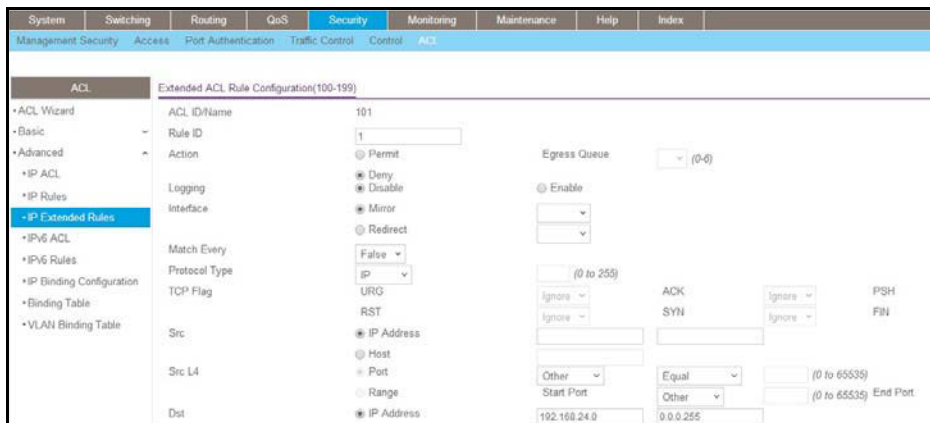 System Switching Routing QoS Security Monitoring Maintenance Help Index
Management Security Access Port Authentication Traffic Control Control ACL
ACL
Extended ACL Rule Configuration(100-199)
ACL Wizard
Basic
Advanced
IP ACL
IP Rules
IP Extended Rules
IPv6 ACL
IPv6 Rules
IP Binding Configuration
Binding Table
VLAN Binding Table
ACL ID/Name 101
Rule ID 1
Action Permit Egress Queue (0-6)
Deny
Logging Disable Enable
Interface Mirror
Redirect
Match Every False
Protocol Type IP (0 to 255)
TCP Flag URG Ignore ACK Ignore PSH
RST Ignore SYN Ignore FIN
Src IP Address
Host
Src L4 Port Other Equal (0 to 65535)
Range Start Port Other (0 to 65535) End Port
Dst IP Address 192.168.24.0 0.0.0.255